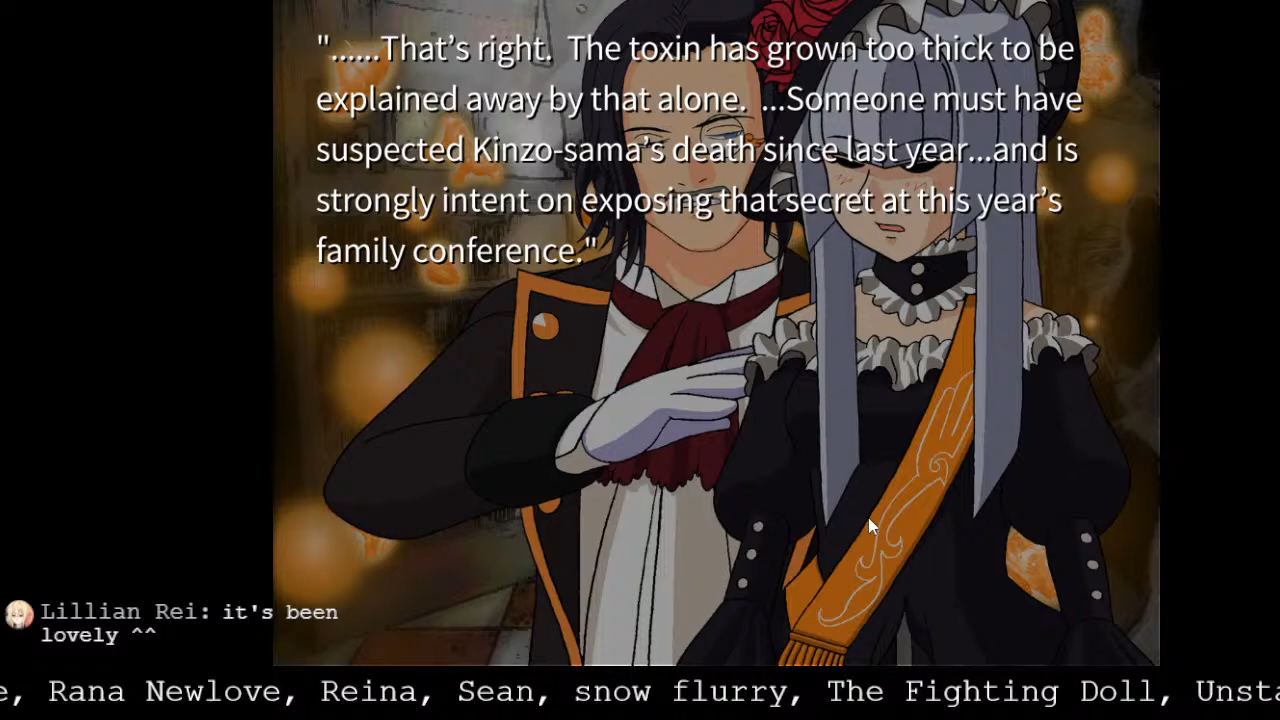 "......That's right.  The toxin has grown too thick to be
explained away by that alone.  ...Someone must have
suspected Kinzo-sama's death since last year...and is
strongly intent on exposing that secret at this year's
family conference."
Lillian Rei: it's been
lovely ^^
e, Rana Newlove, Reina, Sean, snow flurry, The Fighting Doll, Unsta